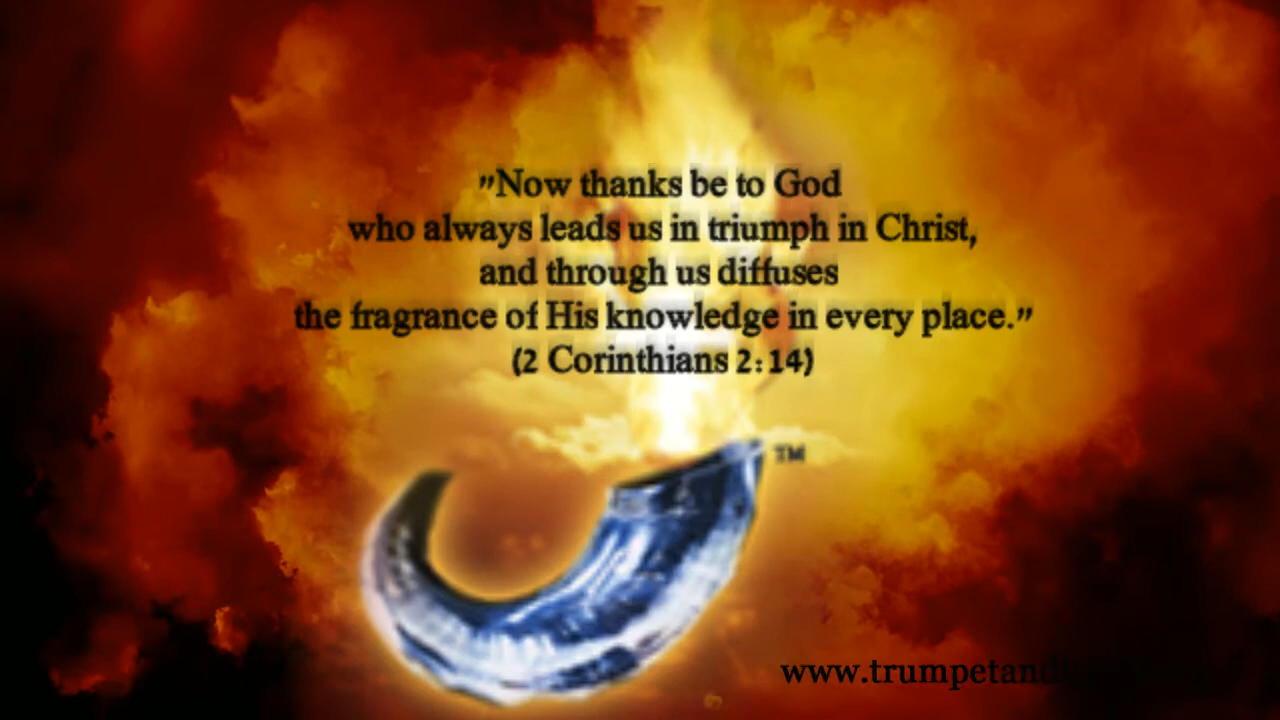 "Now thanks be to God
who always leads us in triumph in Christ,
and through us diffuses
the fragrance of His knowledge in every place."
(2 Corinthians 2:14)
TM